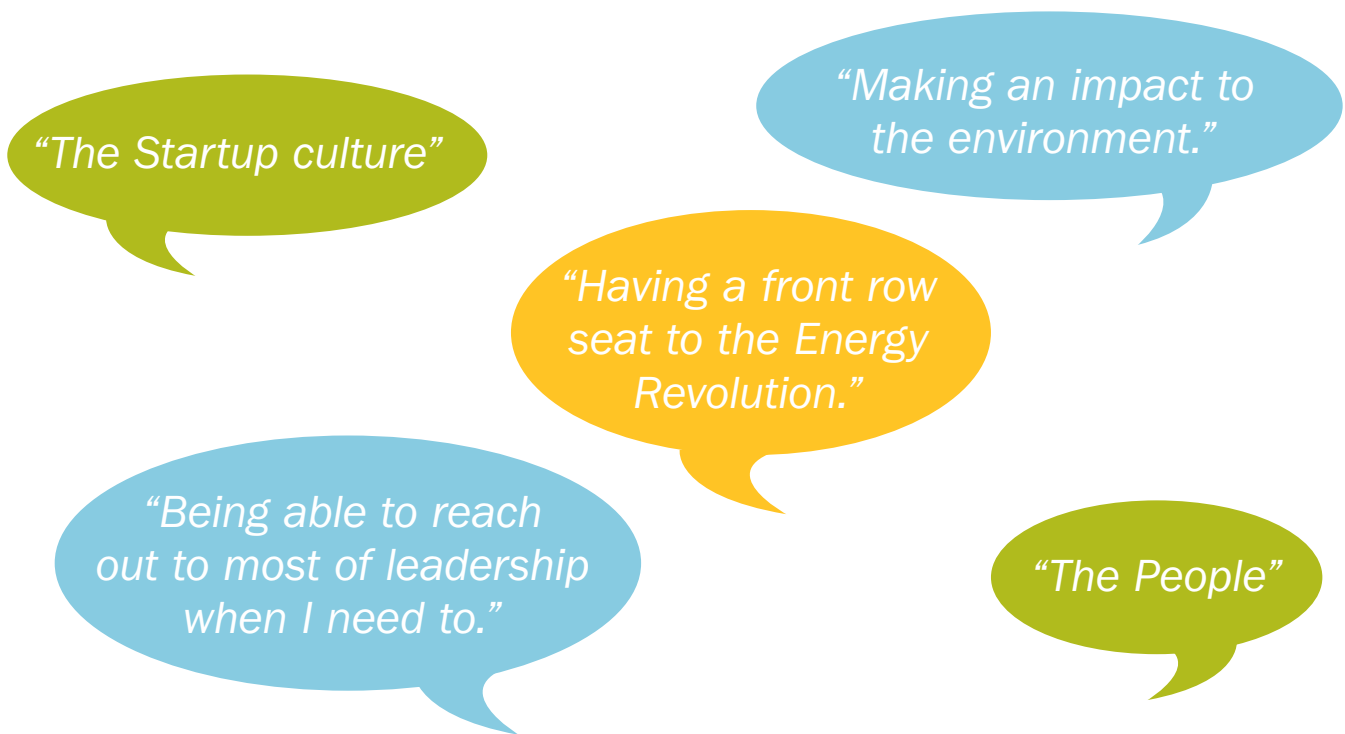 “The Startup culture”
“Making an impact to
the environment.”
“Having a front row
seat to the Energy
Revolution.”
“Being able to reach
out to most of leadership
when I need to.”
“The People”